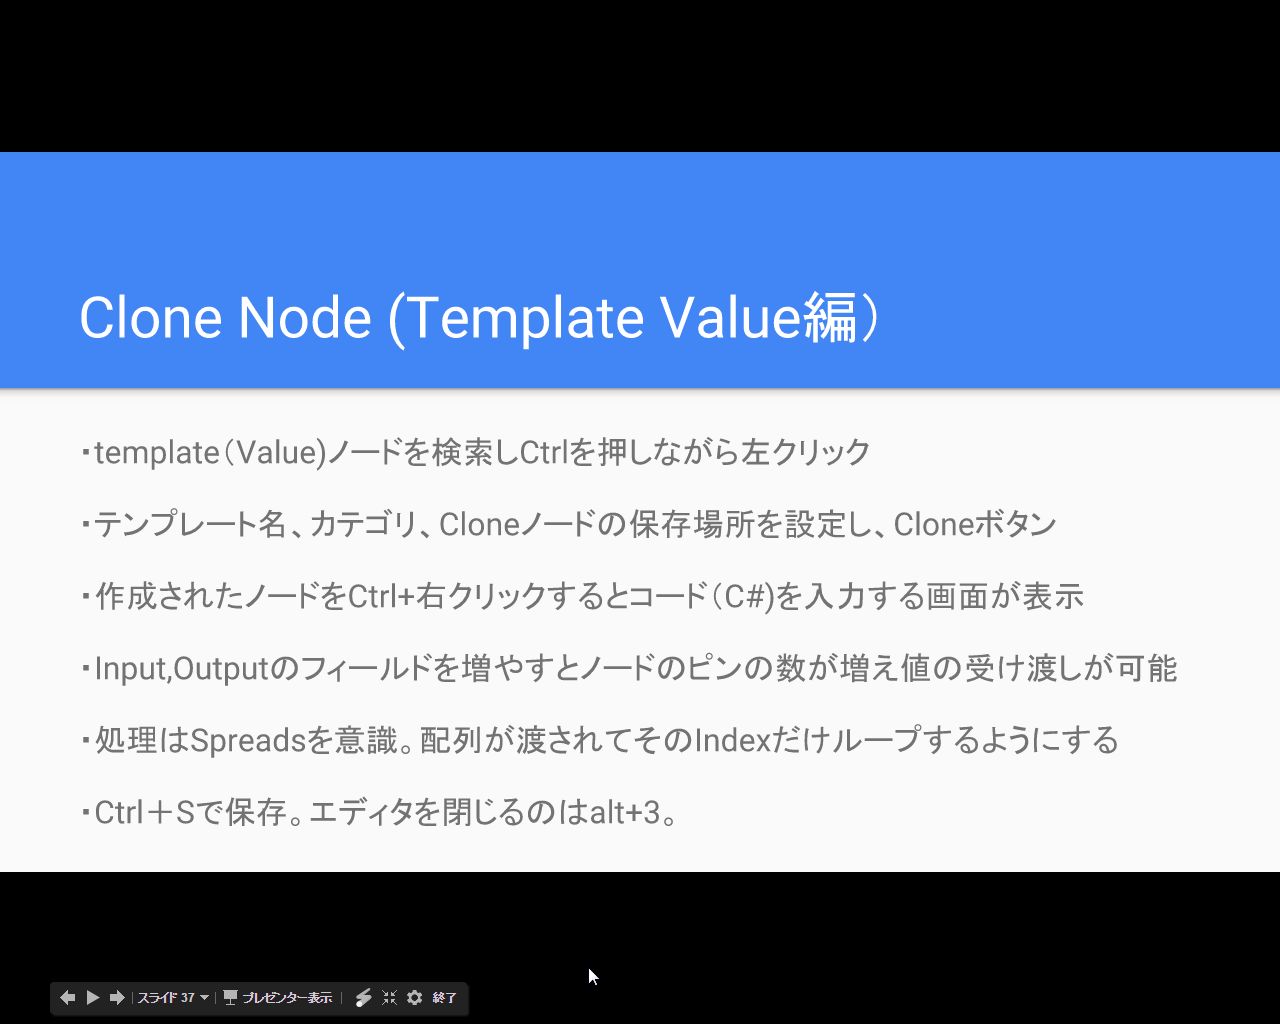 Clone Node (Template Value編）
・template（Value)ノードを検索しCtrlを押しながら左クリック
・テンプレート名、カテゴリ、Cloneノードの保存場所を設定し、Cloneボタン
・作成されたノードをCtrl+右クリックするとコード（C#)を入力する画面が表示
・Input,Outputのフィールドを増やすとノードのピンの数が増え値の受け渡しが可能
・処理はSpreadsを意識。配列が渡されてそのIndexだけループするようにする
・Ctrl＋Sで保存。エディタを閉じるのはalt+3。
スライド 37 プレゼンター表示 終了